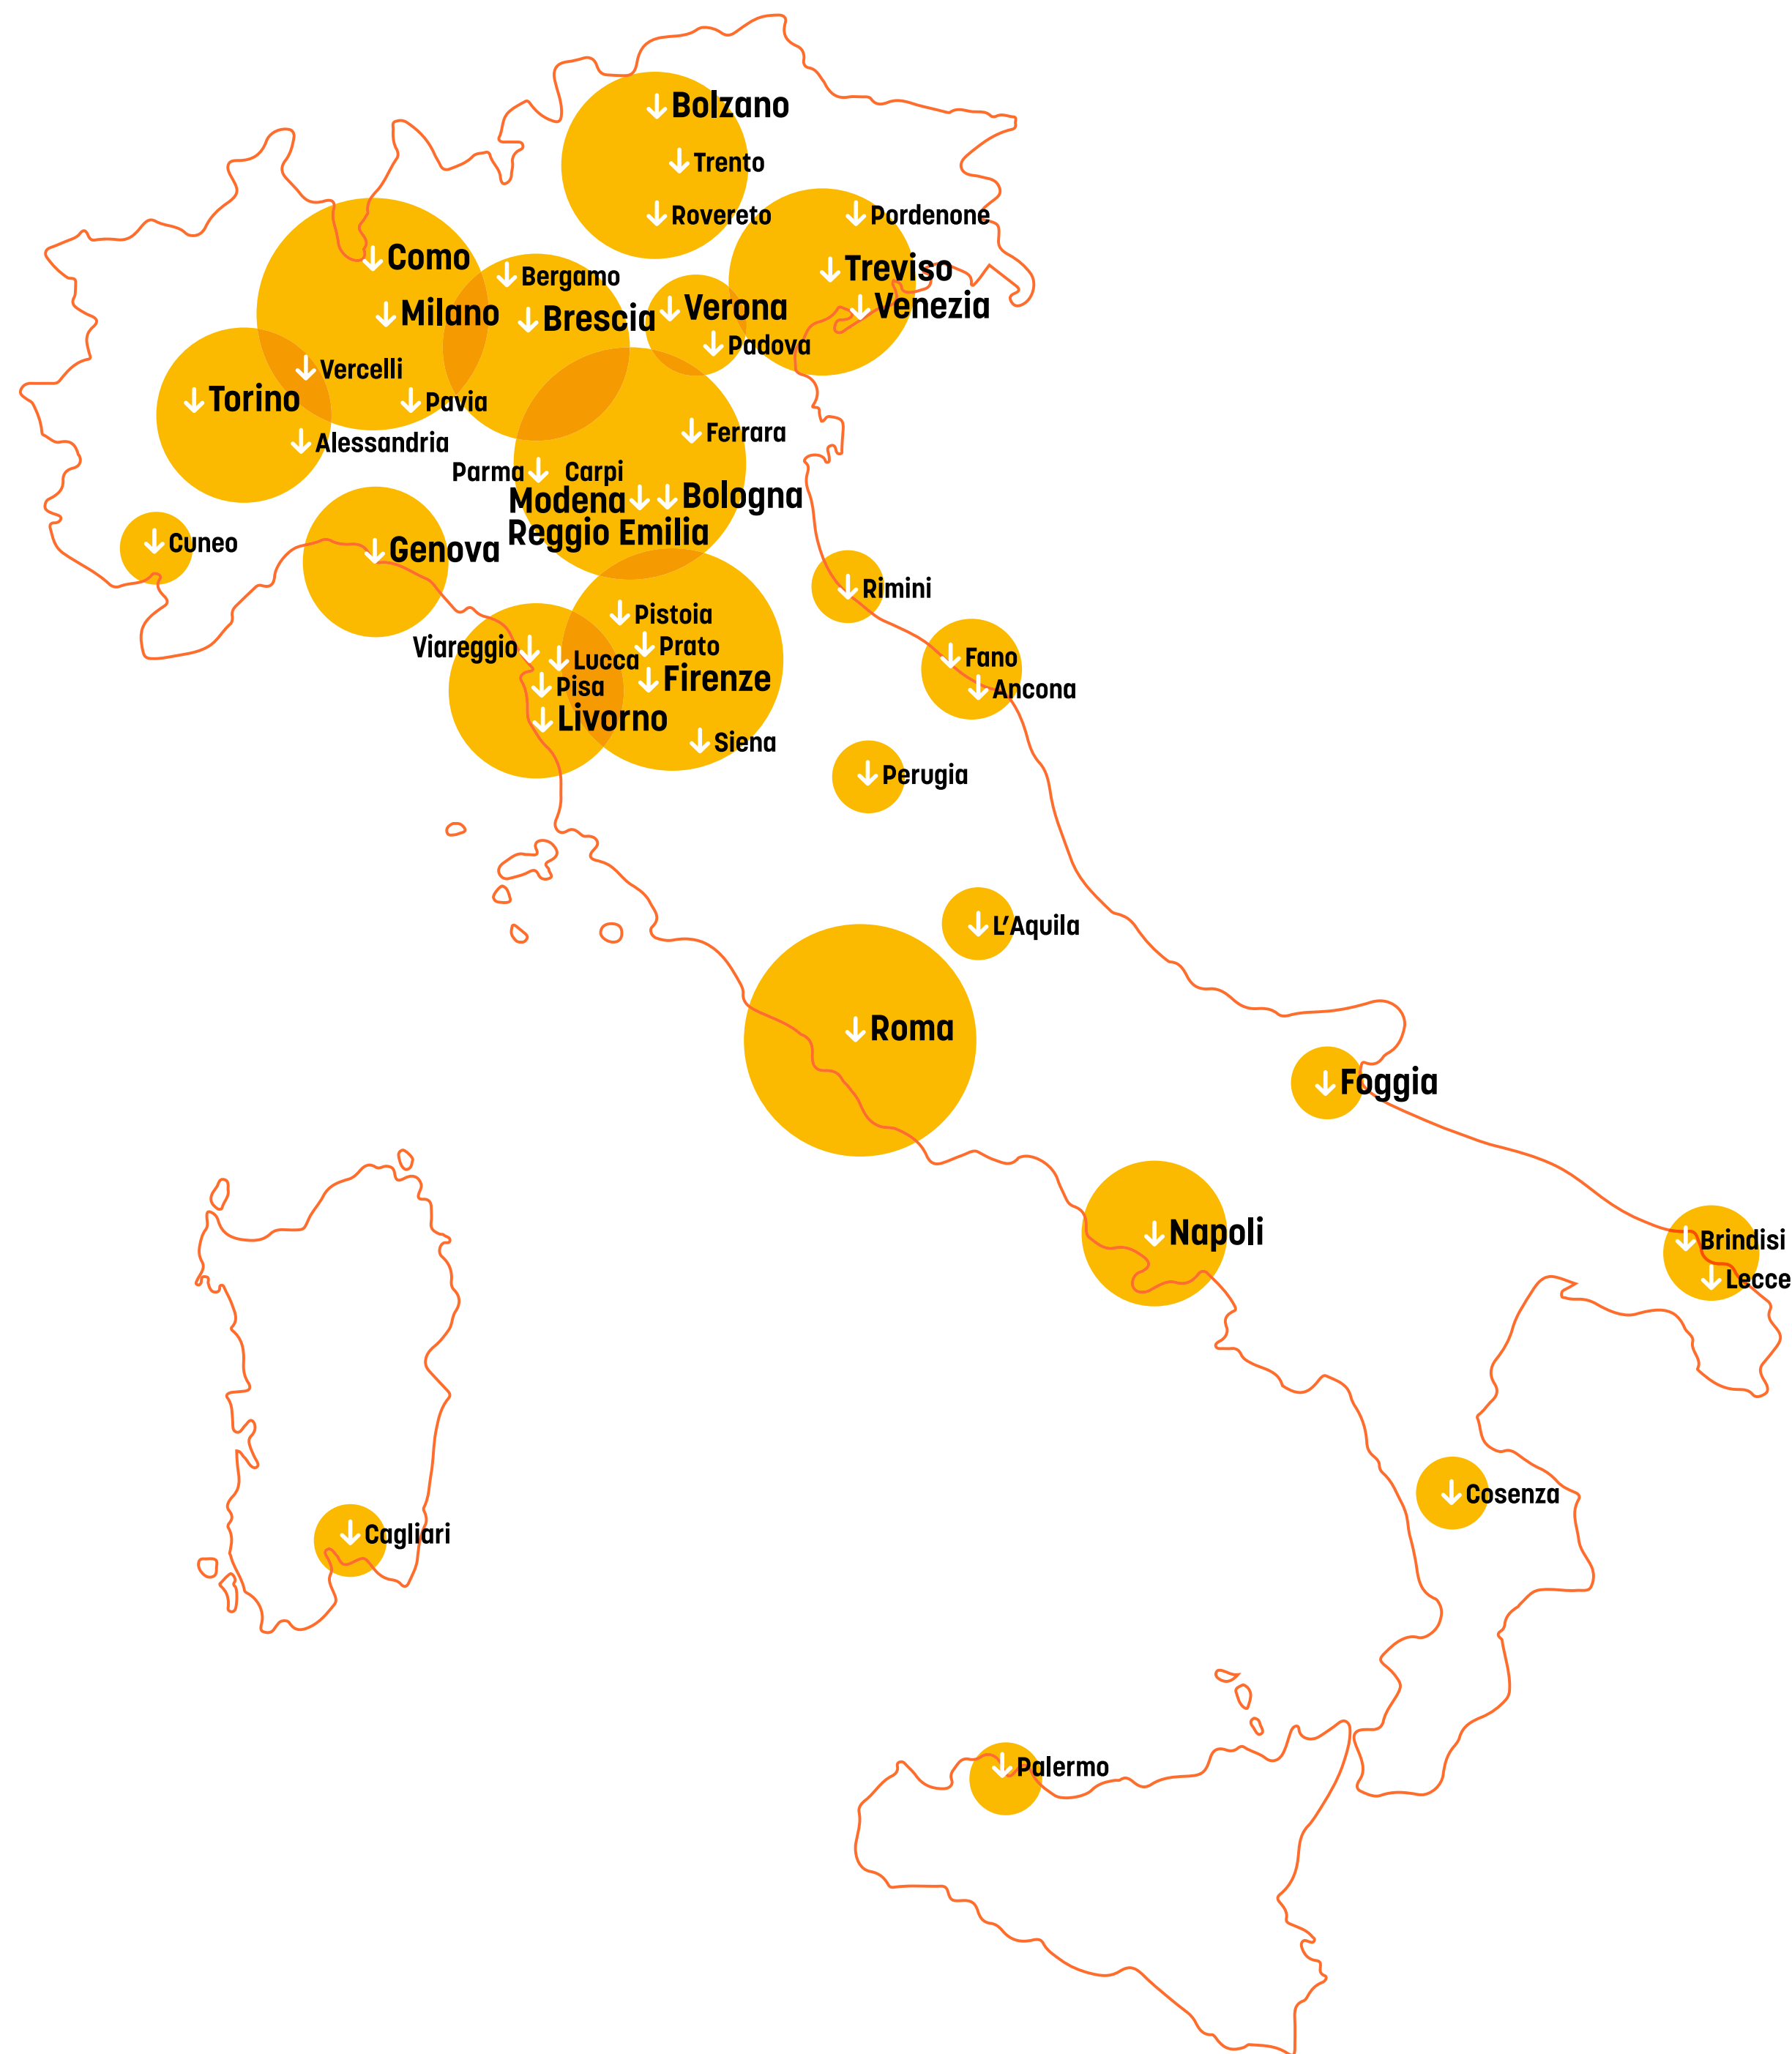 Bolzano
Trento
Rovereto
Pordenone
Como
Treviso
Bergamo
Venezia
Milano
Brescia
Verona
Padova
Vercelli
Torino
Pavia
Ferrara
Alessandria
Parma
Carpi
Modena
Bologna
Reggio Emilia
Cuneo
Genova
Rimini
Pistoia
Viareggio
Prato
Lucca
Fano
Firenze
Pisa
Ancona
Livorno
Siena
Perugia
L’Aquila
Roma
Foggia
Napoli
Brindisi
Lecce
Cosenza
Cagliari
Palermo